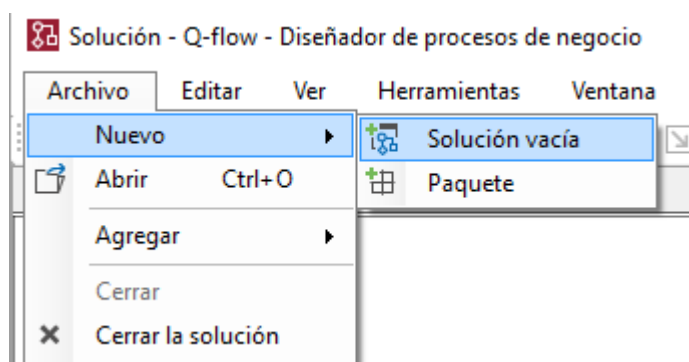 Solución - Q-flow - Diseñador de procesos de negocio
Archivo Editar Ver Herramientas Ventana
Nuevo Solución vacía
Abrir Ctrl+O Paquete
Agregar
Cerrar
Cerrar la solución